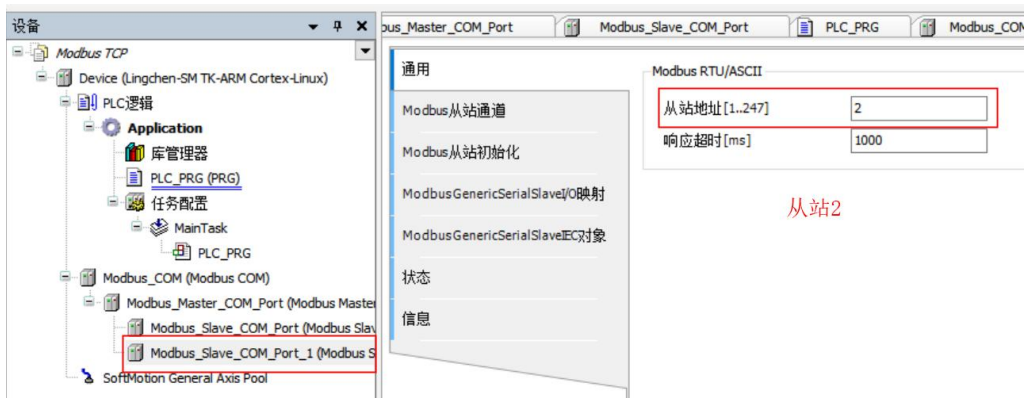 设备
Modbus TCP
Device (Lingchen-SM TK-ARM Cortex-Linux)
PLC逻辑
Application
库管理器
PLC_PRG (PRG)
任务配置
MainTask
PLC_PRG
Modbus_COM (Modbus COM)
Modbus_Master_COM_Port (Modbus Master
Modbus_Slave_COM_Port (Modbus Slav
Modbus_Slave_COM_Port_1 (Modbus S
SoftMotion General Axis Pool
bus_Master_COM_Port
Modbus_Slave_COM_Port
PLC_PRG
Modbus_COM
通用
Modbus从站通道
Modbus从站初始化
ModbusGenericSerialSlaveI/O映射
ModbusGenericSerialSlaveIEC对象
状态
信息
Modbus RTU/ASCII
从站地址[1..247] 2
响应超时[ms] 1000
从站2